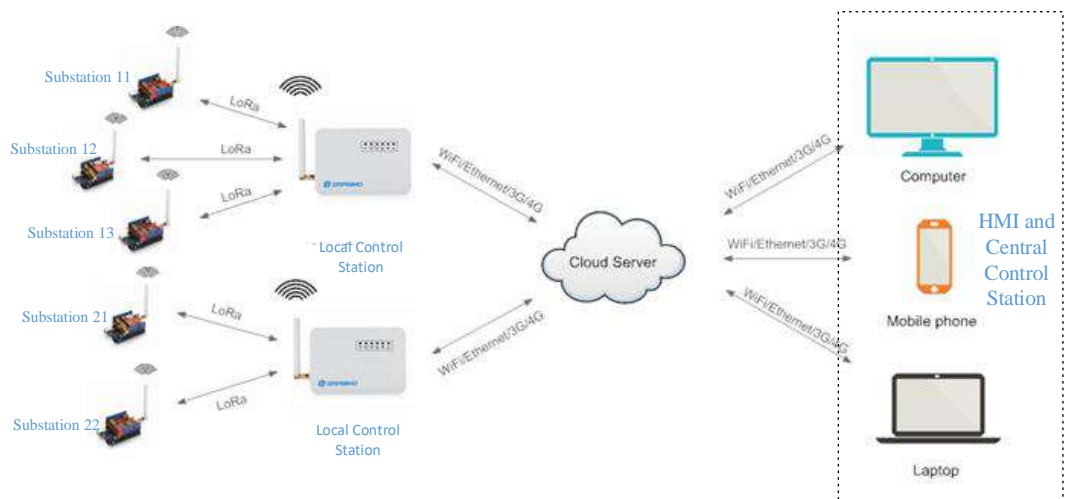 Substation 11
LoRa
Substation 12
LoRa
Substation 13
LoRa
DRAGINO
Local Control
Station
WiFi/Ethernet/3G/4G
Substation 21
LoRa
Substation 22
LoRa
DRAGINO
Local Control
Station
WiFi/Ethernet/3G/4G
Cloud Server
WiFi/Ethernet/3G/4G
WiFi/Ethernet/3G/4G
WiFi/Ethernet/3G/4G
Computer
HMI and
Central
Control
Station
Mobile phone
Laptop